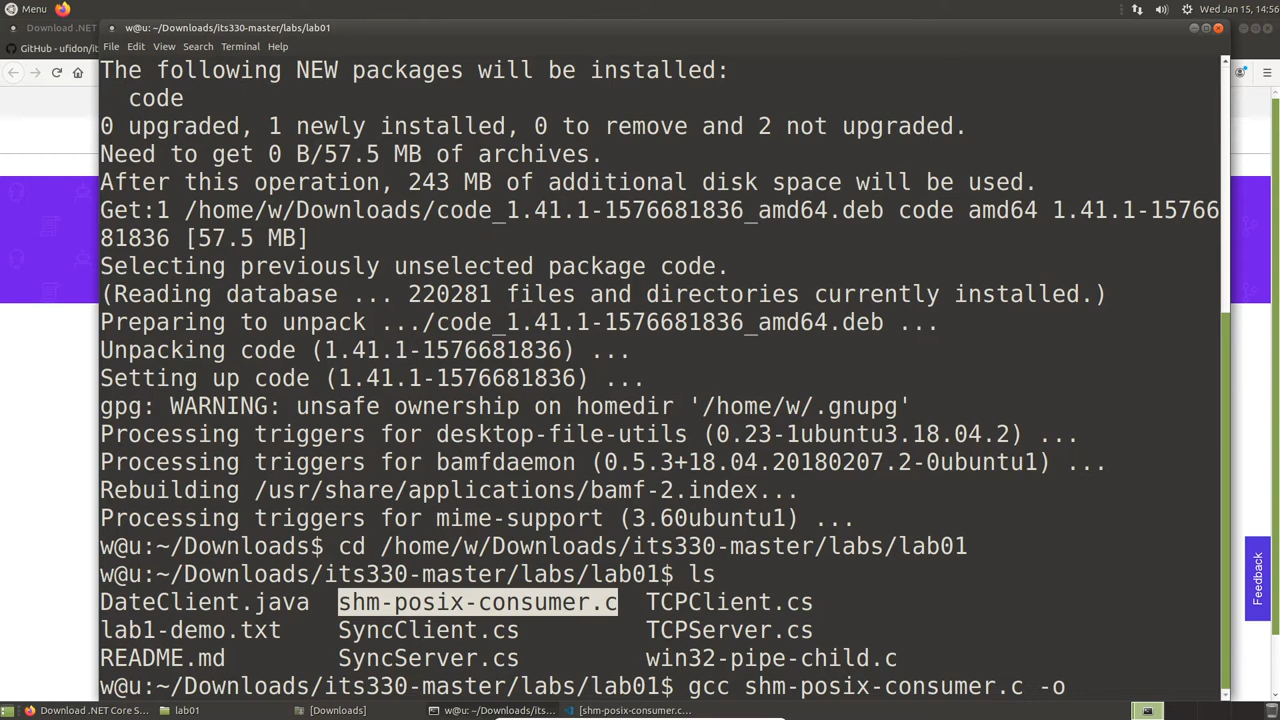 Menu
Wed Jan 15, 14:56
Download .NET
w@u: ~/Downloads/its330-master/labs/lab01
GitHub - ufidon/it
File Edit View Search Terminal Help
The following NEW packages will be installed:
code
0 upgraded, 1 newly installed, 0 to remove and 2 not upgraded.
Need to get 0 B/57.5 MB of archives.
After this operation, 243 MB of additional disk space will be used.
Get:1 /home/w/Downloads/code_1.41.1-1576681836_amd64.deb code amd64 1.41.1-15766
81836 [57.5 MB]
Selecting previously unselected package code.
(Reading database ... 220281 files and directories currently installed.)
Preparing to unpack .../code_1.41.1-1576681836_amd64.deb ...
Unpacking code (1.41.1-1576681836) ...
Setting up code (1.41.1-1576681836) ...
gpg: WARNING: unsafe ownership on homedir '/home/w/.gnupg'
Processing triggers for desktop-file-utils (0.23-1ubuntu3.18.04.2) ...
Processing triggers for bamfdaemon (0.5.3+18.04.20180207.2-0ubuntu1) ...
Rebuilding /usr/share/applications/bamf-2.index...
Processing triggers for mime-support (3.60ubuntu1) ...
w@u:~/Downloads$ cd /home/w/Downloads/its330-master/labs/lab01
w@u:~/Downloads/its330-master/labs/lab01$ ls
DateClient.java shm-posix-consumer.c TCPClient.cs
lab1-demo.txt SyncClient.cs TCPServer.cs
README.md SyncServer.cs win32-pipe-child.c
w@u:~/Downloads/its330-master/labs/lab01$ gcc shm-posix-consumer.c -o
Feedback
Download .NET Core S... lab01 [Downloads] w@u: ~/Downloads/its... [shm-posix-consumer.c...